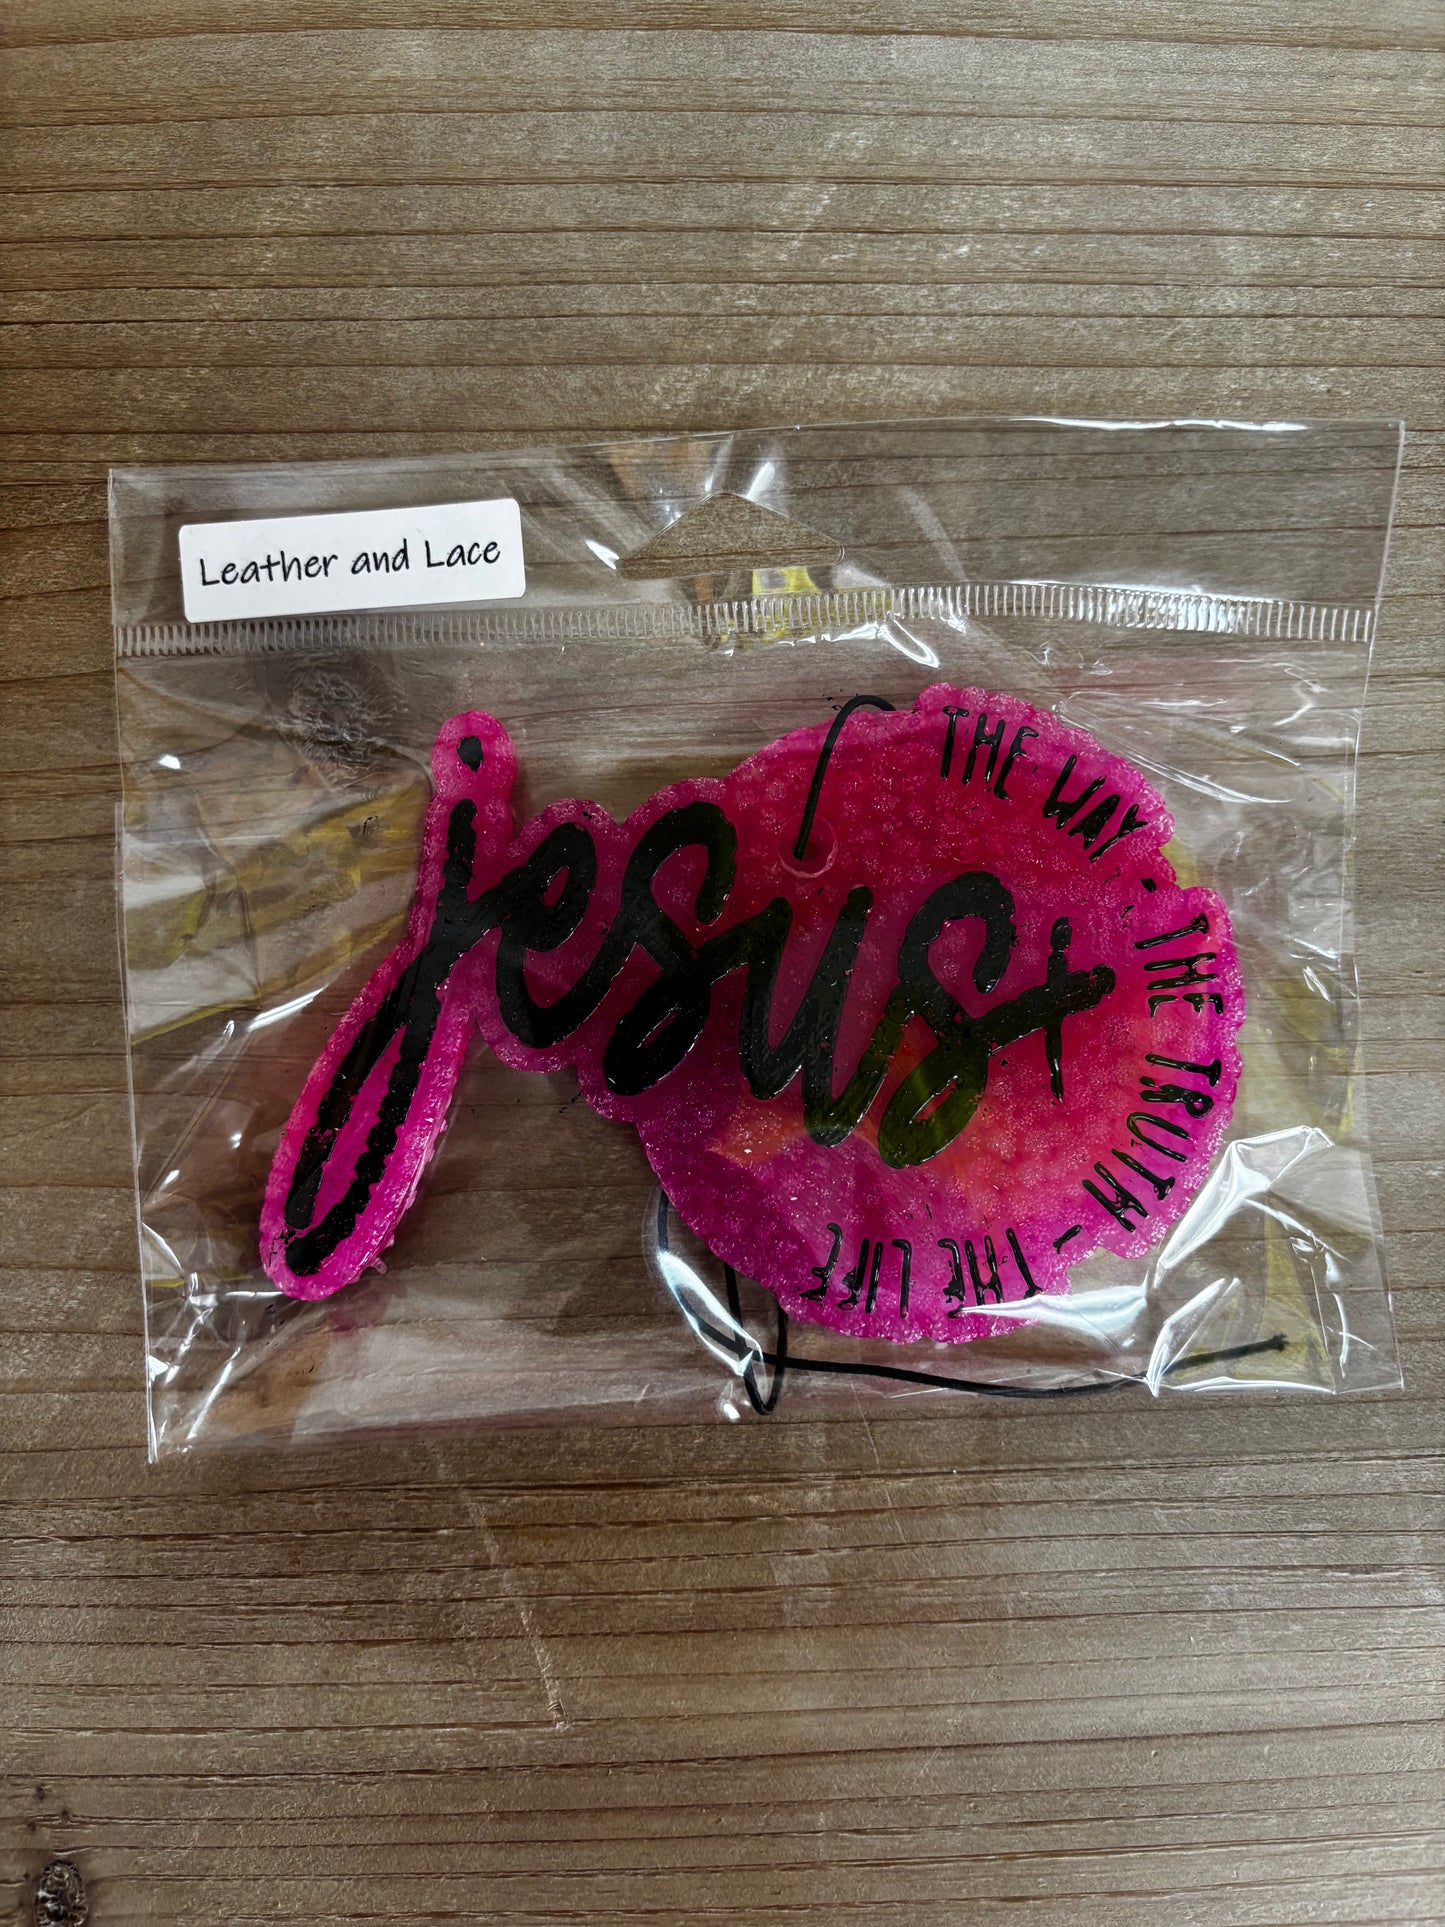 Leather and Lace
jesus
THE WAY · THE TRUTH - THE LIFE